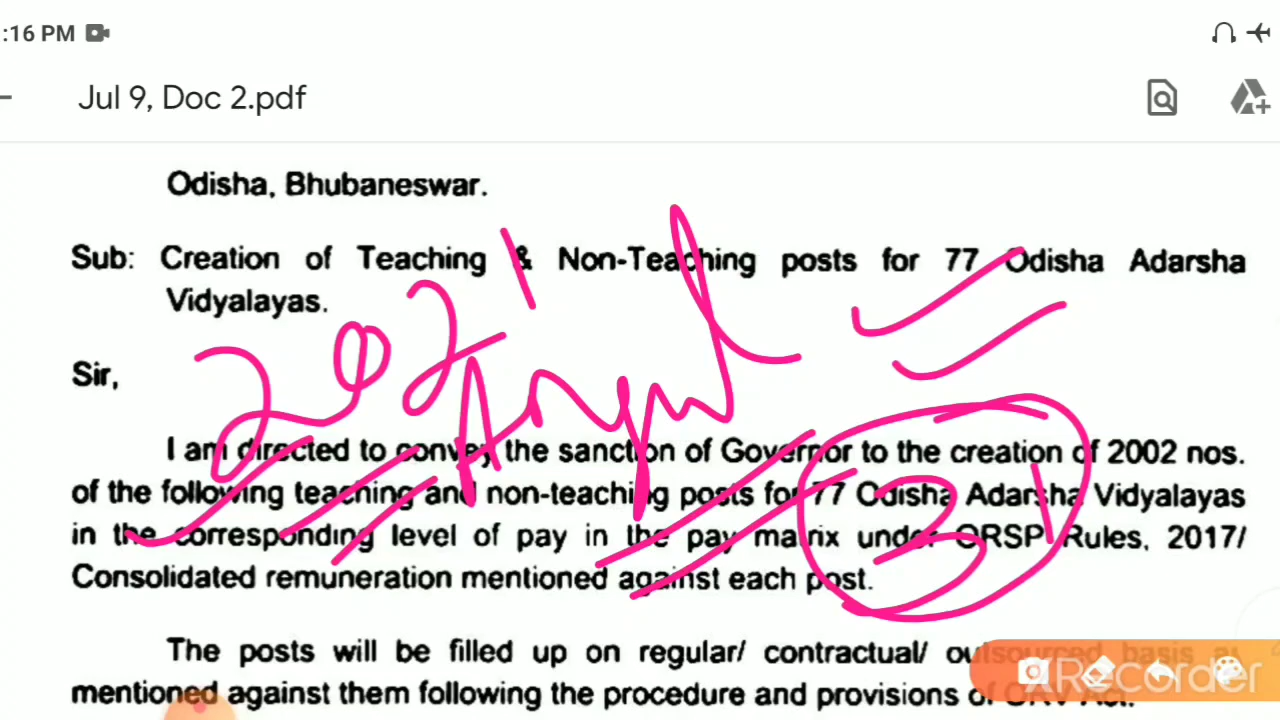 :16 PM
Jul 9, Doc 2.pdf
Odisha, Bhubaneswar.
Sub: Creation of Teaching & Non-Teaching posts for 77 Odisha Adarsha
Vidyalayas.
2021
Sir,
31
I am directed to convey the sanction of Governor to the creation of 2002 nos.
of the following teaching and non-teaching posts for 77 Odisha Adarsha Vidyalayas
in the corresponding level of pay in the pay matrix under ORSP Rules, 2017/
Consolidated remuneration mentioned against each post.
The posts will be filled up on regular/ contractual/ outsourced basis as
mentioned against them following the procedure and provisions of ORV Act.
XRecorder